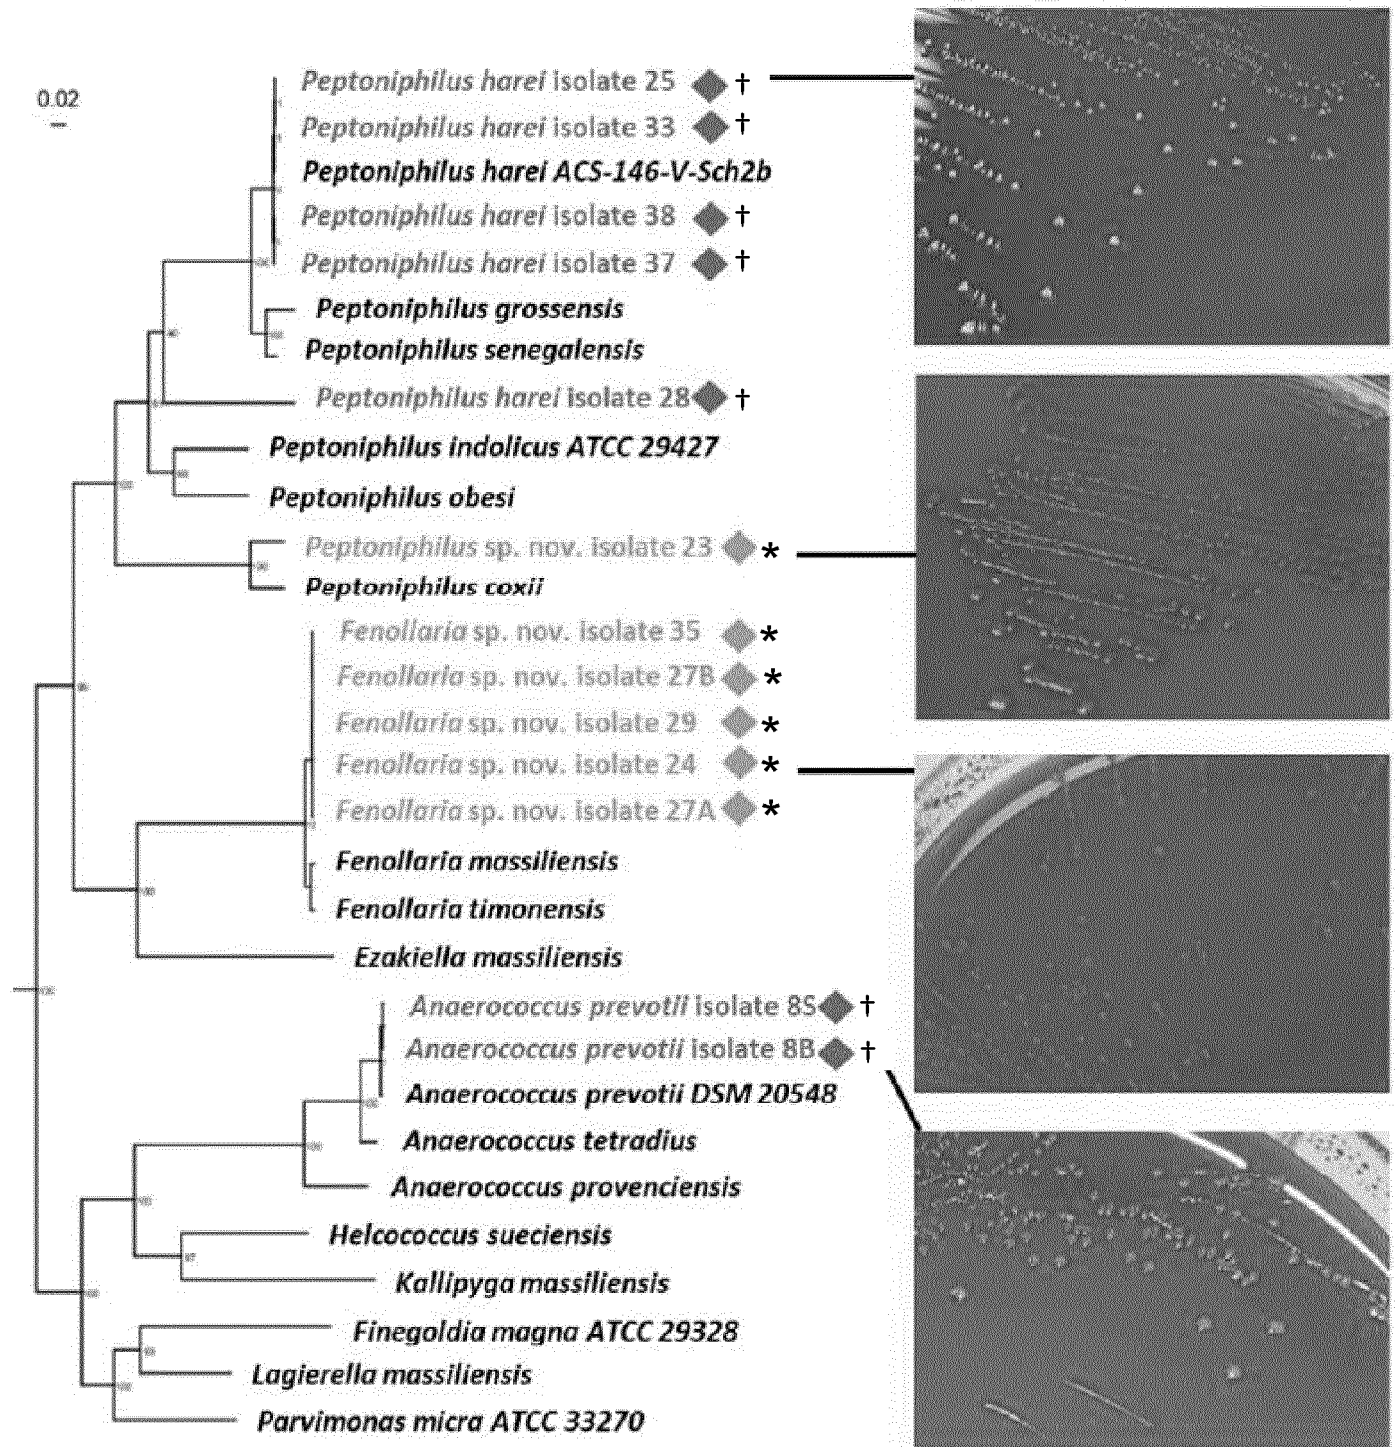 0.02
Peptoniphilus harei isolate 25 †
Peptoniphilus harei isolate 33 †
Peptoniphilus harei ACS-146-V-Sch2b
Peptoniphilus harei isolate 38 †
Peptoniphilus harei isolate 37 †
Peptoniphilus grossensis
Peptoniphilus senegalensis
Peptoniphilus harei isolate 28 †
Peptoniphilus indolicus ATCC 29427
Peptoniphilus obesi
Peptoniphilus sp. nov. isolate 23 *
Peptoniphilus coxii
Fenollaria sp. nov. isolate 35 *
Fenollaria sp. nov. isolate 27B *
Fenollaria sp. nov. isolate 29 *
Fenollaria sp. nov. isolate 24 *
Fenollaria sp. nov. isolate 27A *
Fenollaria massiliensis
Fenollaria timonensis
Ezakiella massiliensis
Anaerococcus prevotii isolate 8S †
Anaerococcus prevotii isolate 8B †
Anaerococcus prevotii DSM 20548
Anaerococcus tetradius
Anaerococcus provenciensis
Helcococcus sueciensis
Kallipyga massiliensis
Finegoldia magna ATCC 29328
Lagierella massiliensis
Parvimonas micra ATCC 33270